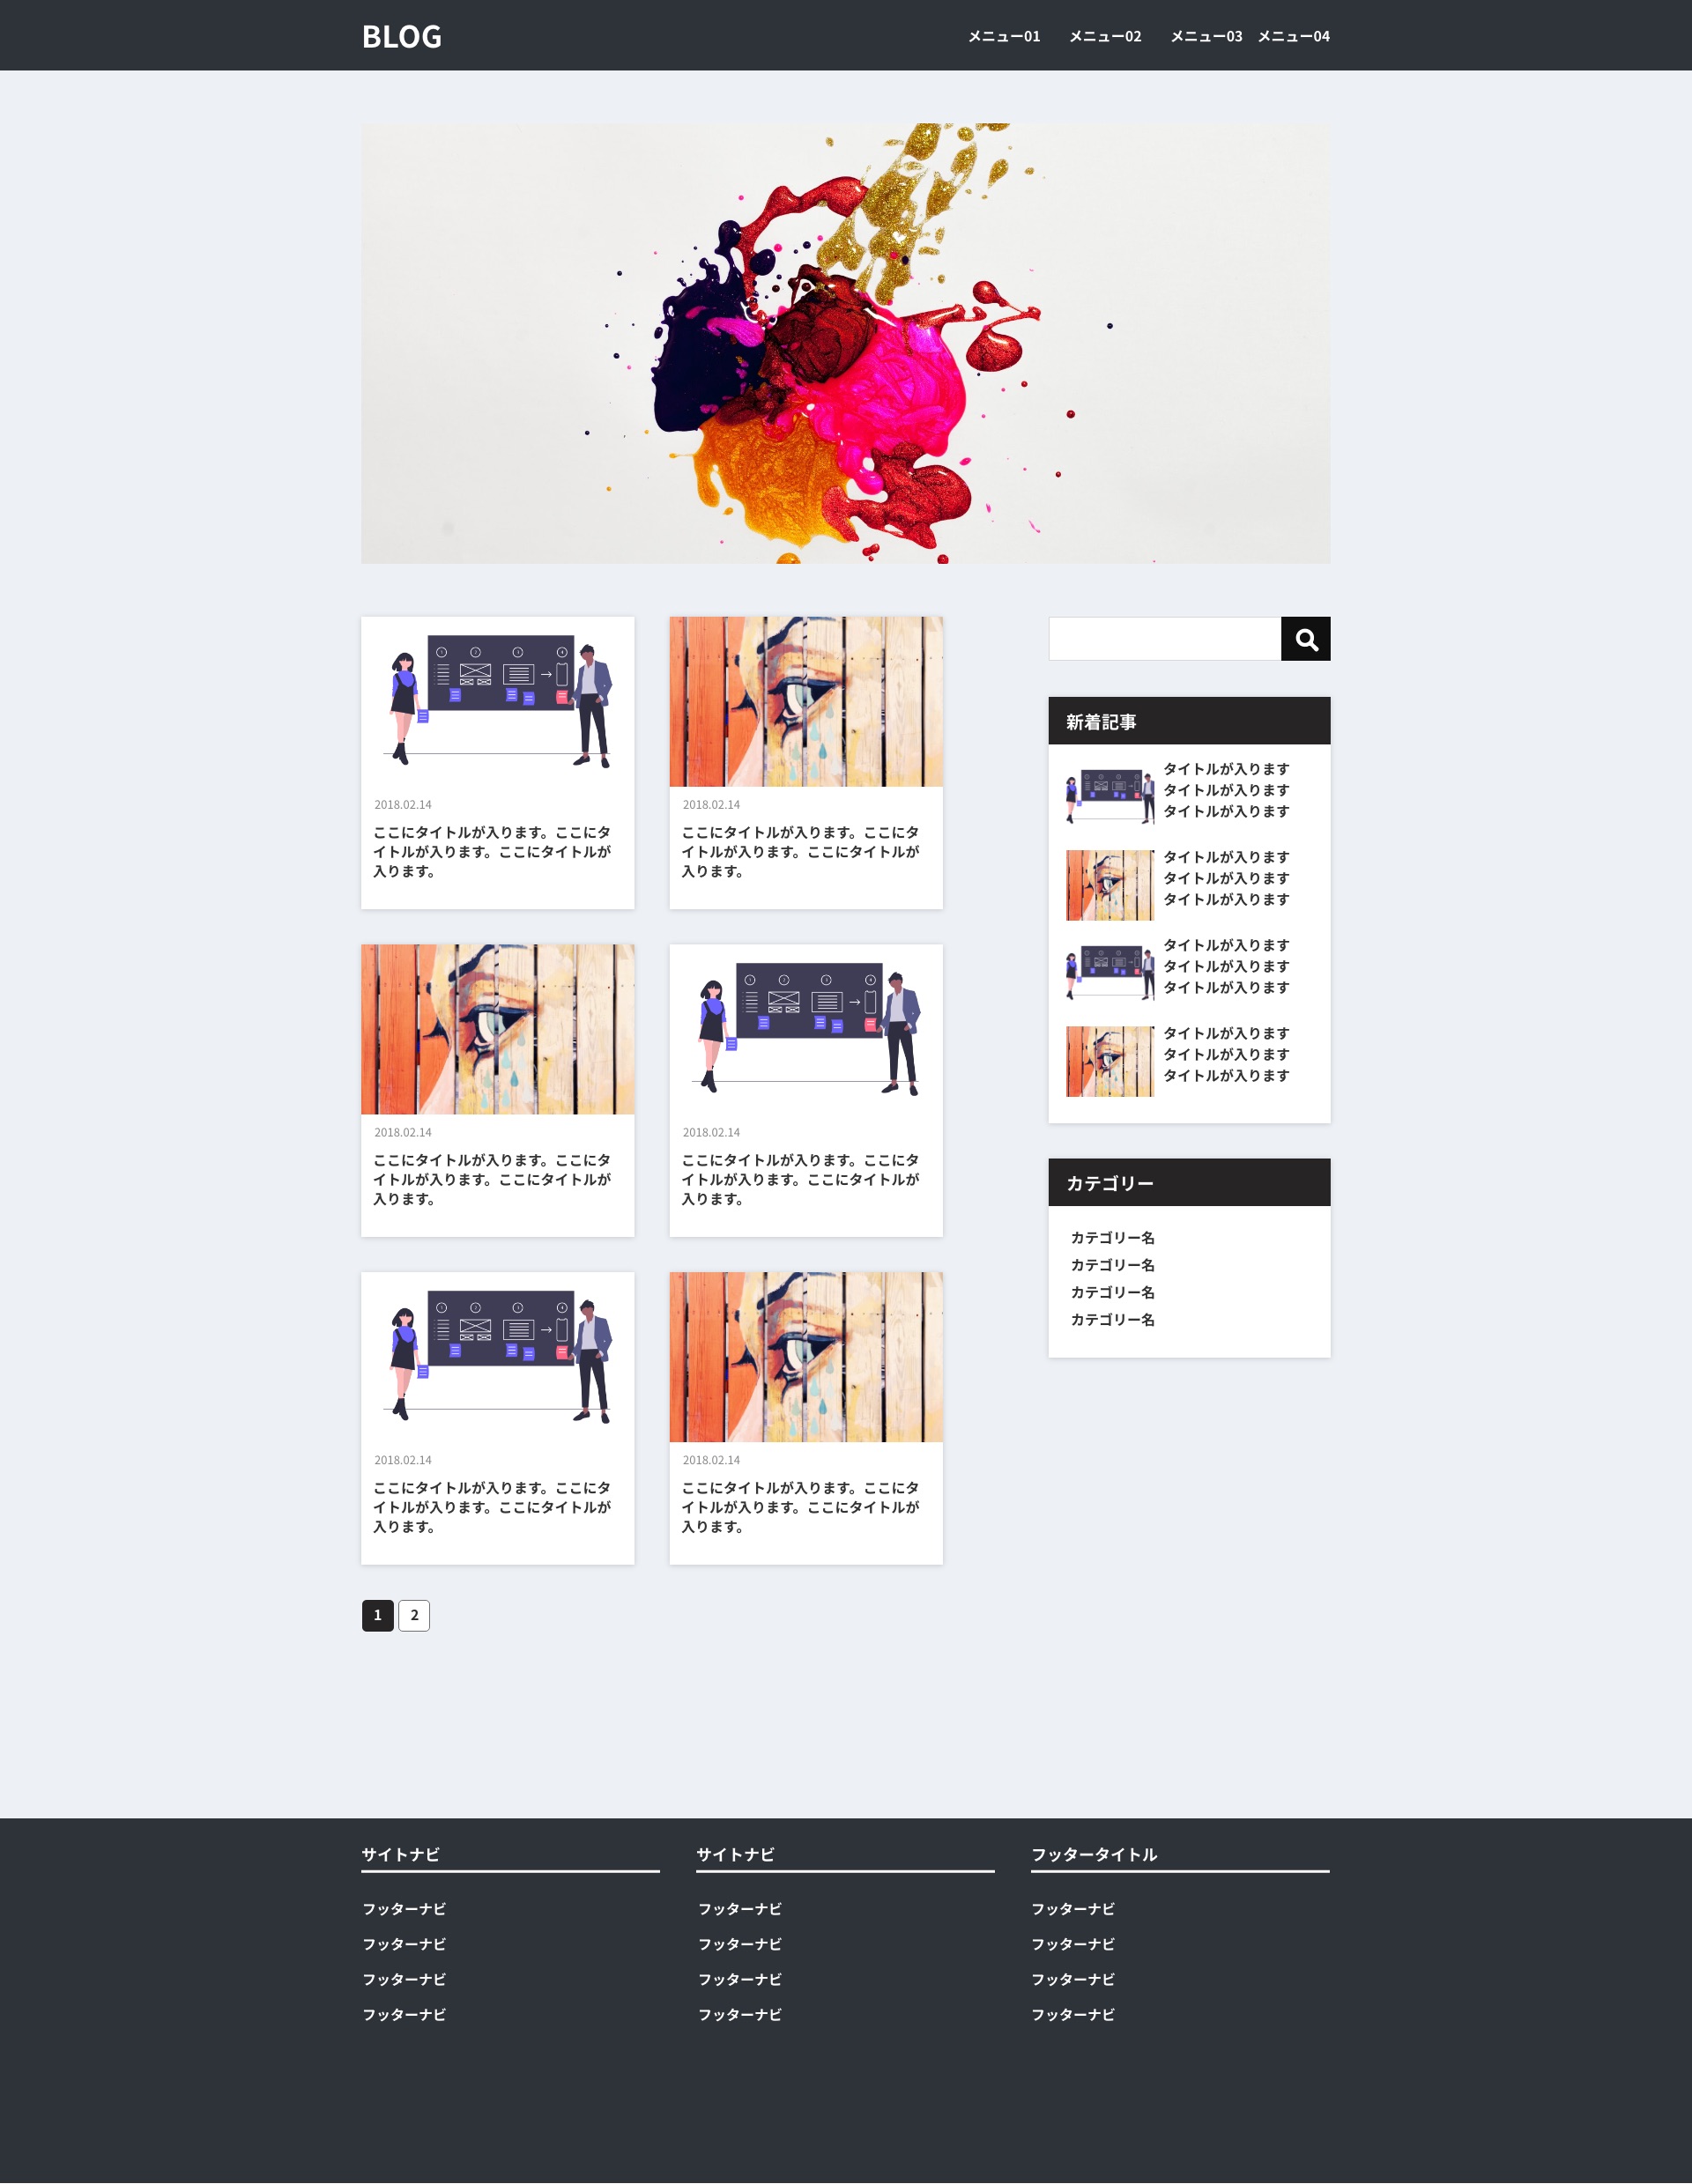 BLOG
メニュー01 メニュー02 メニュー03 メニュー04
2018.02.14
ここにタイトルが入ります。ここにタ
イトルが入ります。ここにタイトルが
入ります。
2018.02.14
ここにタイトルが入ります。ここにタ
イトルが入ります。ここにタイトルが
入ります。
2018.02.14
ここにタイトルが入ります。ここにタ
イトルが入ります。ここにタイトルが
入ります。
2018.02.14
ここにタイトルが入ります。ここにタ
イトルが入ります。ここにタイトルが
入ります。
2018.02.14
ここにタイトルが入ります。ここにタ
イトルが入ります。ここにタイトルが
入ります。
2018.02.14
ここにタイトルが入ります。ここにタ
イトルが入ります。ここにタイトルが
入ります。
1 2
新着記事
タイトルが入ります
タイトルが入ります
タイトルが入ります
タイトルが入ります
タイトルが入ります
タイトルが入ります
タイトルが入ります
タイトルが入ります
タイトルが入ります
タイトルが入ります
タイトルが入ります
タイトルが入ります
カテゴリー
カテゴリー名
カテゴリー名
カテゴリー名
カテゴリー名
サイトナビ
フッターナビ
フッターナビ
フッターナビ
フッターナビ
サイトナビ
フッターナビ
フッターナビ
フッターナビ
フッターナビ
フッタータイトル
フッターナビ
フッターナビ
フッターナビ
フッターナビ